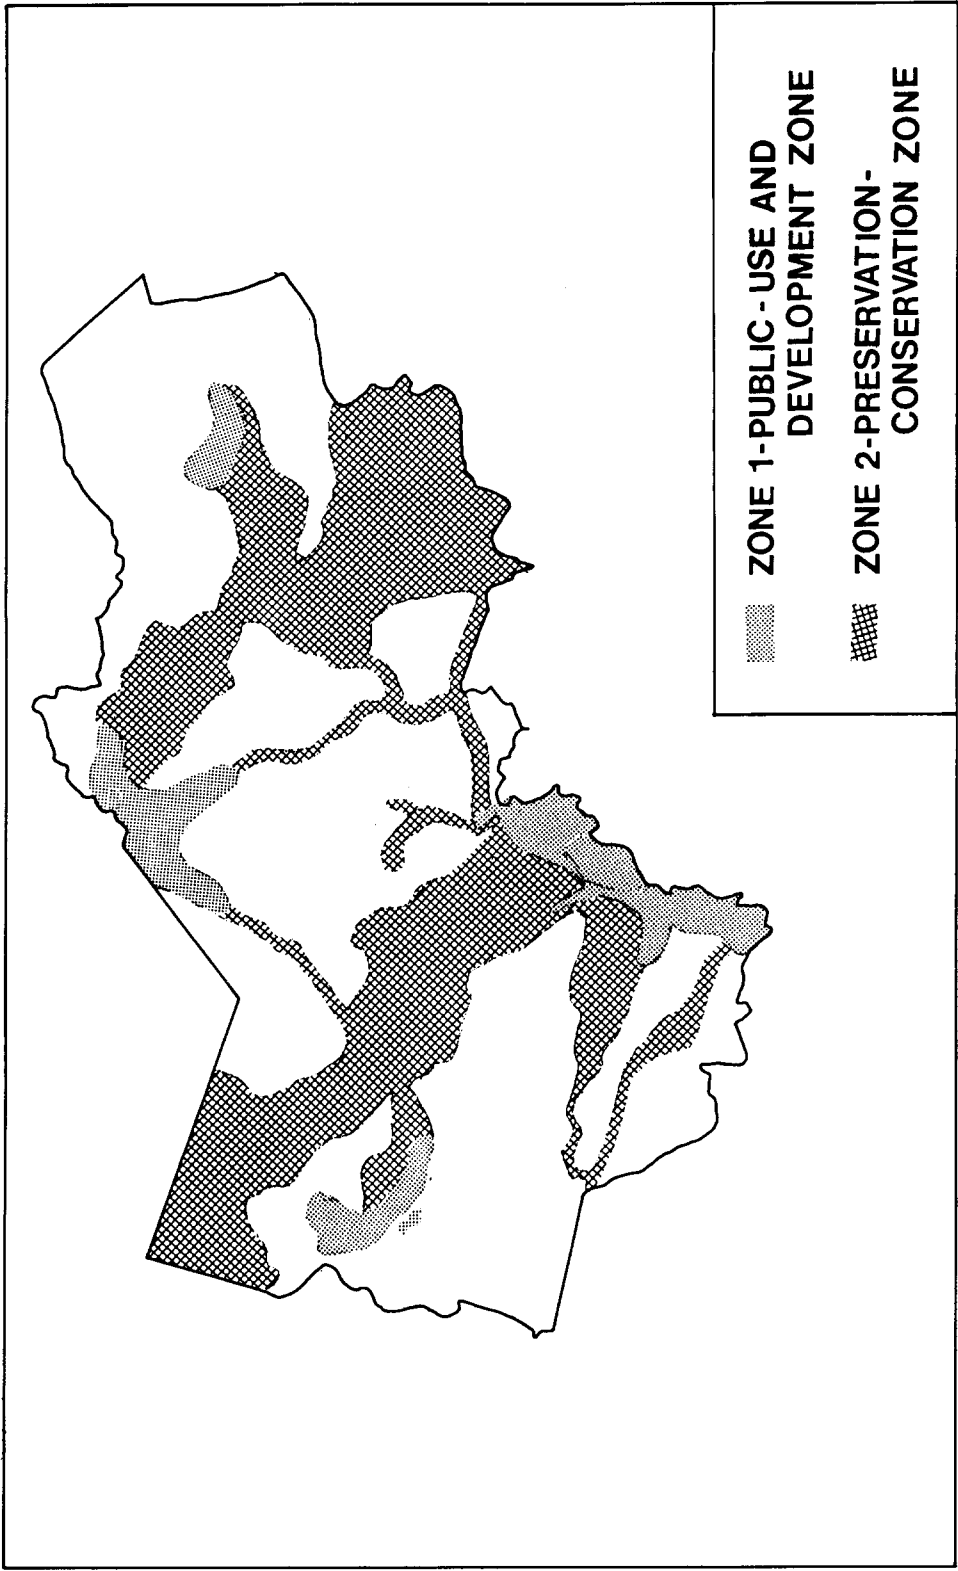 ZONE 1-PUBLIC - USE AND
DEVELOPMENT ZONE
ZONE 2-PRESERVATION-
CONSERVATION ZONE